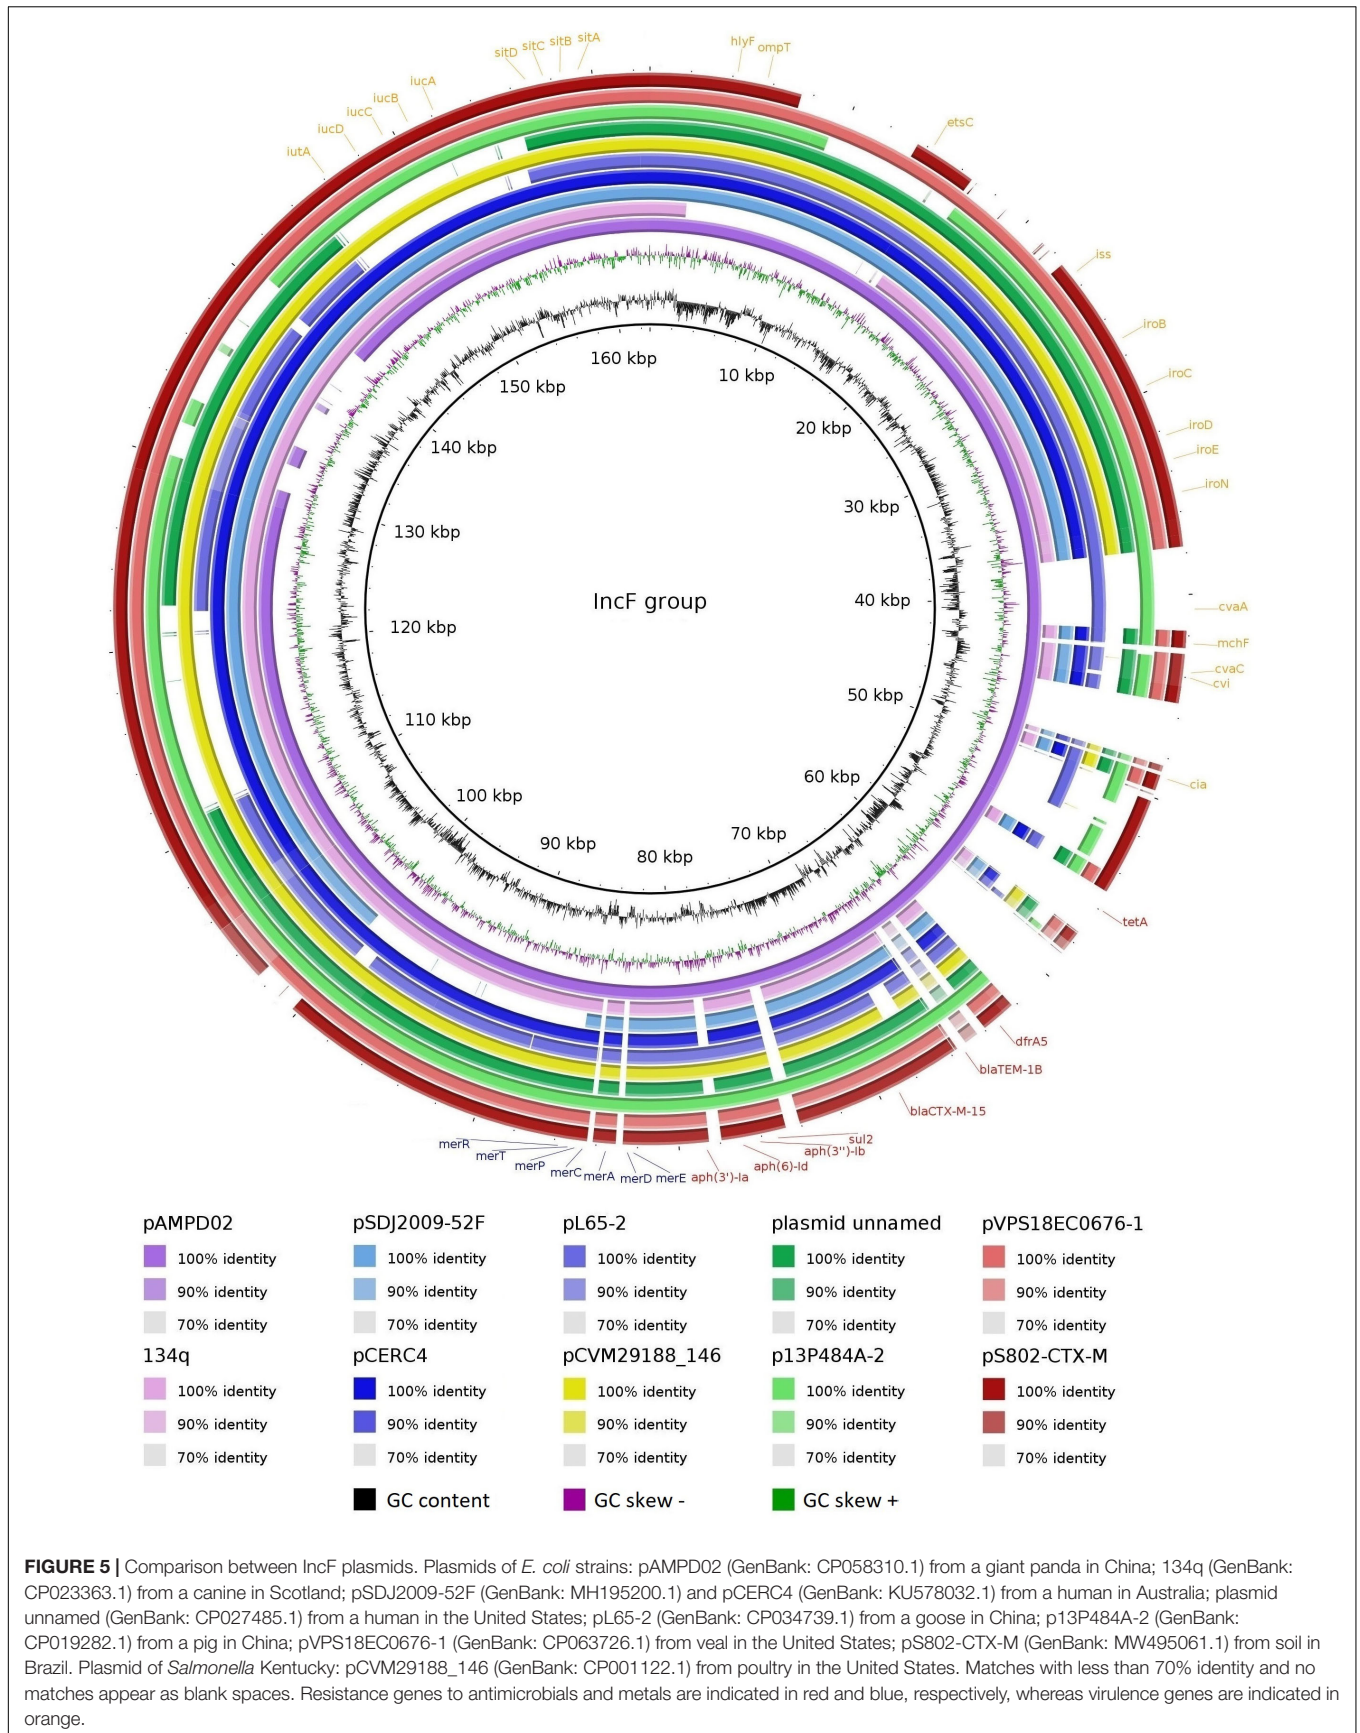 sitD
sitC
sitB
sitA
hlyF
ompT
iucA
iucB
iucC
iucD
iutA
etsC
iss
iroB
iroC
iroD
iroE
iroN
cvaA
mchF
cvaC
cvi
cia
tetA
dfrA5
blaTEM-1B
blaCTX-M-15
sul2
aph(3'')-Ib
aph(6)-Id
aph(3')-Ia
merE
merD
merA
merC
merP
merT
merR
160 kbp
10 kbp
20 kbp
30 kbp
40 kbp
50 kbp
60 kbp
70 kbp
80 kbp
90 kbp
100 kbp
110 kbp
120 kbp
130 kbp
140 kbp
150 kbp
IncF group
pAMPD02
100% identity
90% identity
70% identity
pSDJ2009-52F
100% identity
90% identity
70% identity
pL65-2
100% identity
90% identity
70% identity
plasmid unnamed
100% identity
90% identity
70% identity
pVPS18EC0676-1
100% identity
90% identity
70% identity
134q
100% identity
90% identity
70% identity
pCERC4
100% identity
90% identity
70% identity
pCVM29188_146
100% identity
90% identity
70% identity
p13P484A-2
100% identity
90% identity
70% identity
pS802-CTX-M
100% identity
90% identity
70% identity
GC content
GC skew -
GC skew +
FIGURE 5 | Comparison between IncF plasmids. Plasmids of E. coli strains: pAMPD02 (GenBank: CP058310.1) from a giant panda in China; 134q (GenBank:
CP023363.1) from a canine in Scotland; pSDJ2009-52F (GenBank: MH195200.1) and pCERC4 (GenBank: KU578032.1) from a human in Australia; plasmid
unnamed (GenBank: CP027485.1) from a human in the United States; pL65-2 (GenBank: CP034739.1) from a goose in China; p13P484A-2 (GenBank:
CP019282.1) from a pig in China; pVPS18EC0676-1 (GenBank: CP063726.1) from veal in the United States; pS802-CTX-M (GenBank: MW495061.1) from soil in
Brazil. Plasmid of Salmonella Kentucky: pCVM29188_146 (GenBank: CP001122.1) from poultry in the United States. Matches with less than 70% identity and no
matches appear as blank spaces. Resistance genes to antimicrobials and metals are indicated in red and blue, respectively, whereas virulence genes are indicated in
orange.